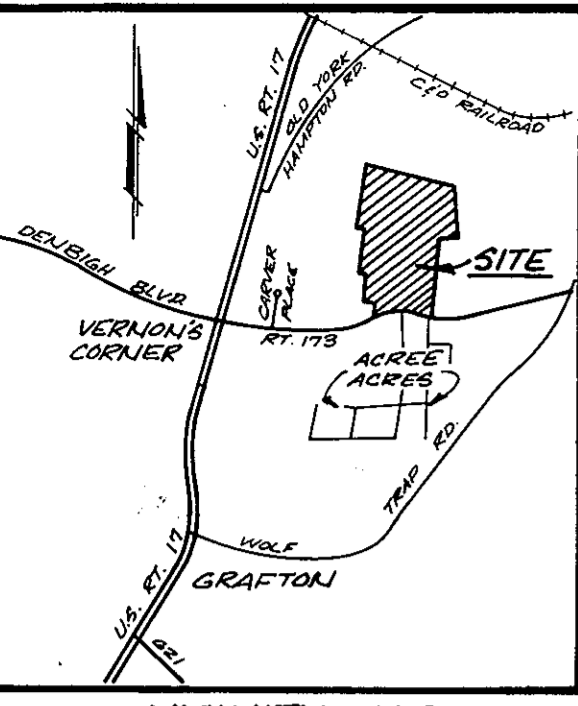 U.S. RT. 17
OLD YORK
HAMPTON RD.
C&O RAILROAD
DENBIGH BLVD
CARVER
PLACE
SITE
VERNON'S
CORNER
RT. 173
ACREE
ACRES
TRAP RD.
WOLF
U.S. RT. 17
GRAFTON
621